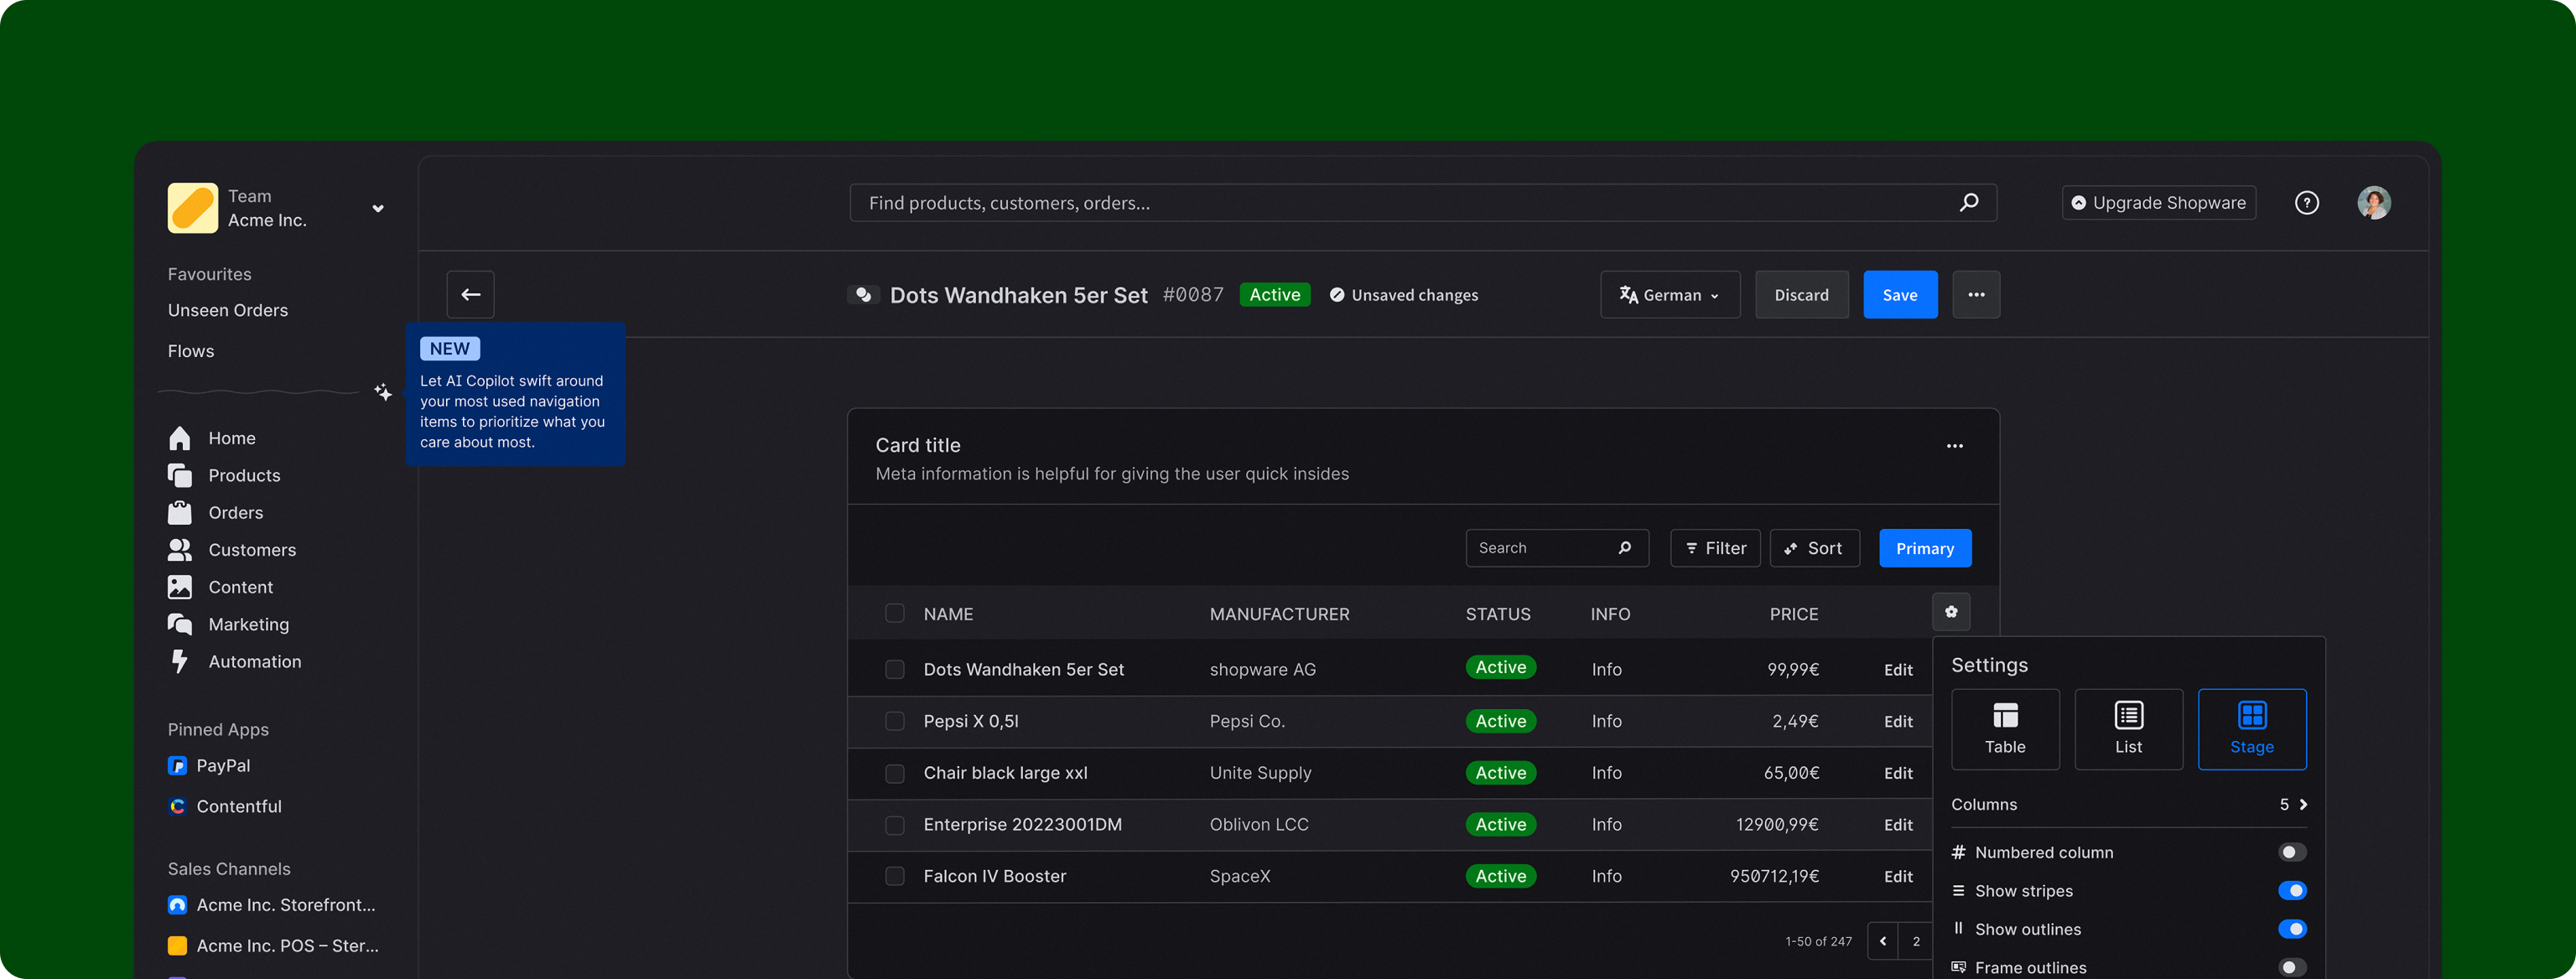 Team
Acme Inc.
Favourites
Unseen Orders
Flows
Home
Products
Orders
Customers
Content
Marketing
Automation
Pinned Apps
PayPal
Contentful
Sales Channels
Acme Inc. Storefront...
Acme Inc. POS – Ster...
Find products, customers, orders...
Upgrade Shopware
?
Dots Wandhaken 5er Set #0087 Active Unsaved changes
German
Discard
Save
NEW
Let AI Copilot swift around
your most used navigation
items to prioritize what you
care about most.
Card title
Meta information is helpful for giving the user quick insides
Search
Filter
Sort
Primary
NAME MANUFACTURER STATUS INFO PRICE
Dots Wandhaken 5er Set shopware AG Active Info 99,99€ Edit
Pepsi X 0,5l Pepsi Co. Active Info 2,49€ Edit
Chair black large xxl Unite Supply Active Info 65,00€ Edit
Enterprise 20223001DM Oblivon LCC Active Info 12900,99€ Edit
Falcon IV Booster SpaceX Active Info 950712,19€ Edit
1-50 of 247
2
Settings
Table
List
Stage
Columns 5
Numbered column
Show stripes
Show outlines
Frame outlines